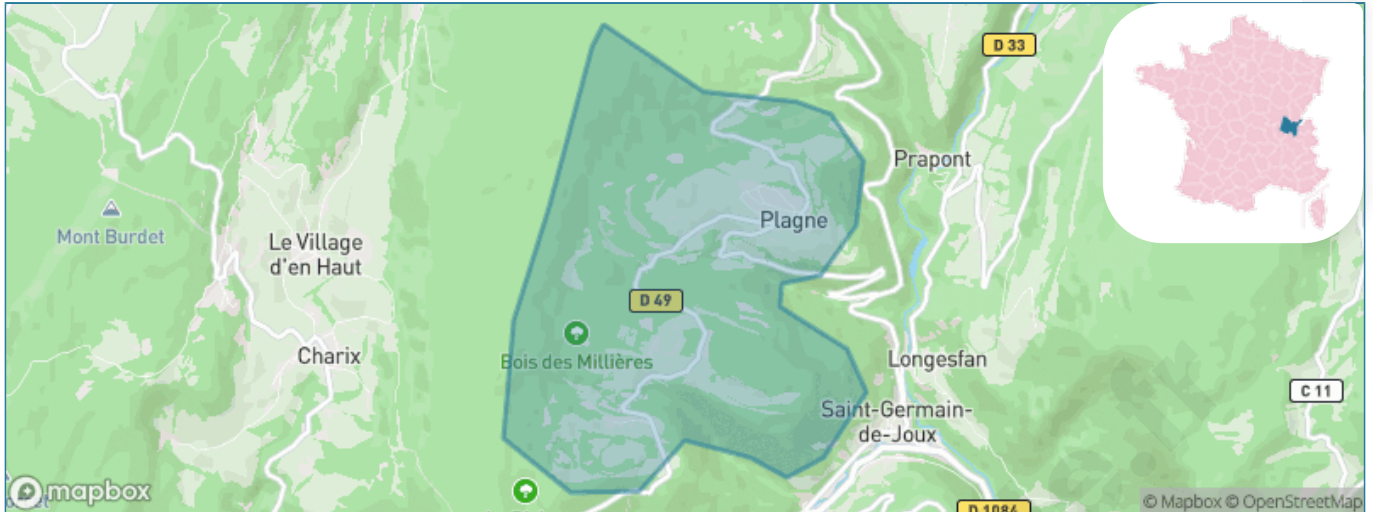 D 33
Prapont
Mont Burdet
Le Village
d'en Haut
Plagne
D 49
Bois des Millières
Charix
Longesfan
C 11
Saint-Germain-
de-Joux
mapbox
D 1084
© Mapbox © OpenStreetMap